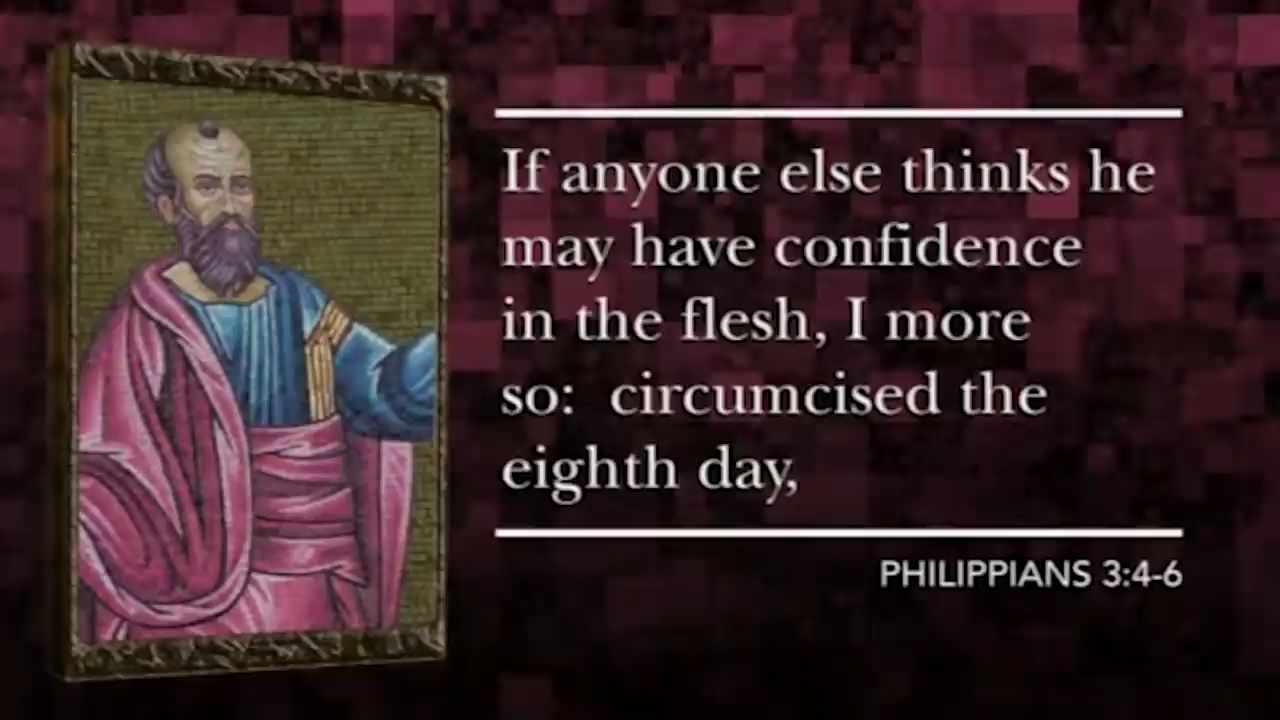 If anyone else thinks he
may have confidence
in the flesh, I more
so:  circumcised the
eighth day,
PHILIPPIANS 3:4-6